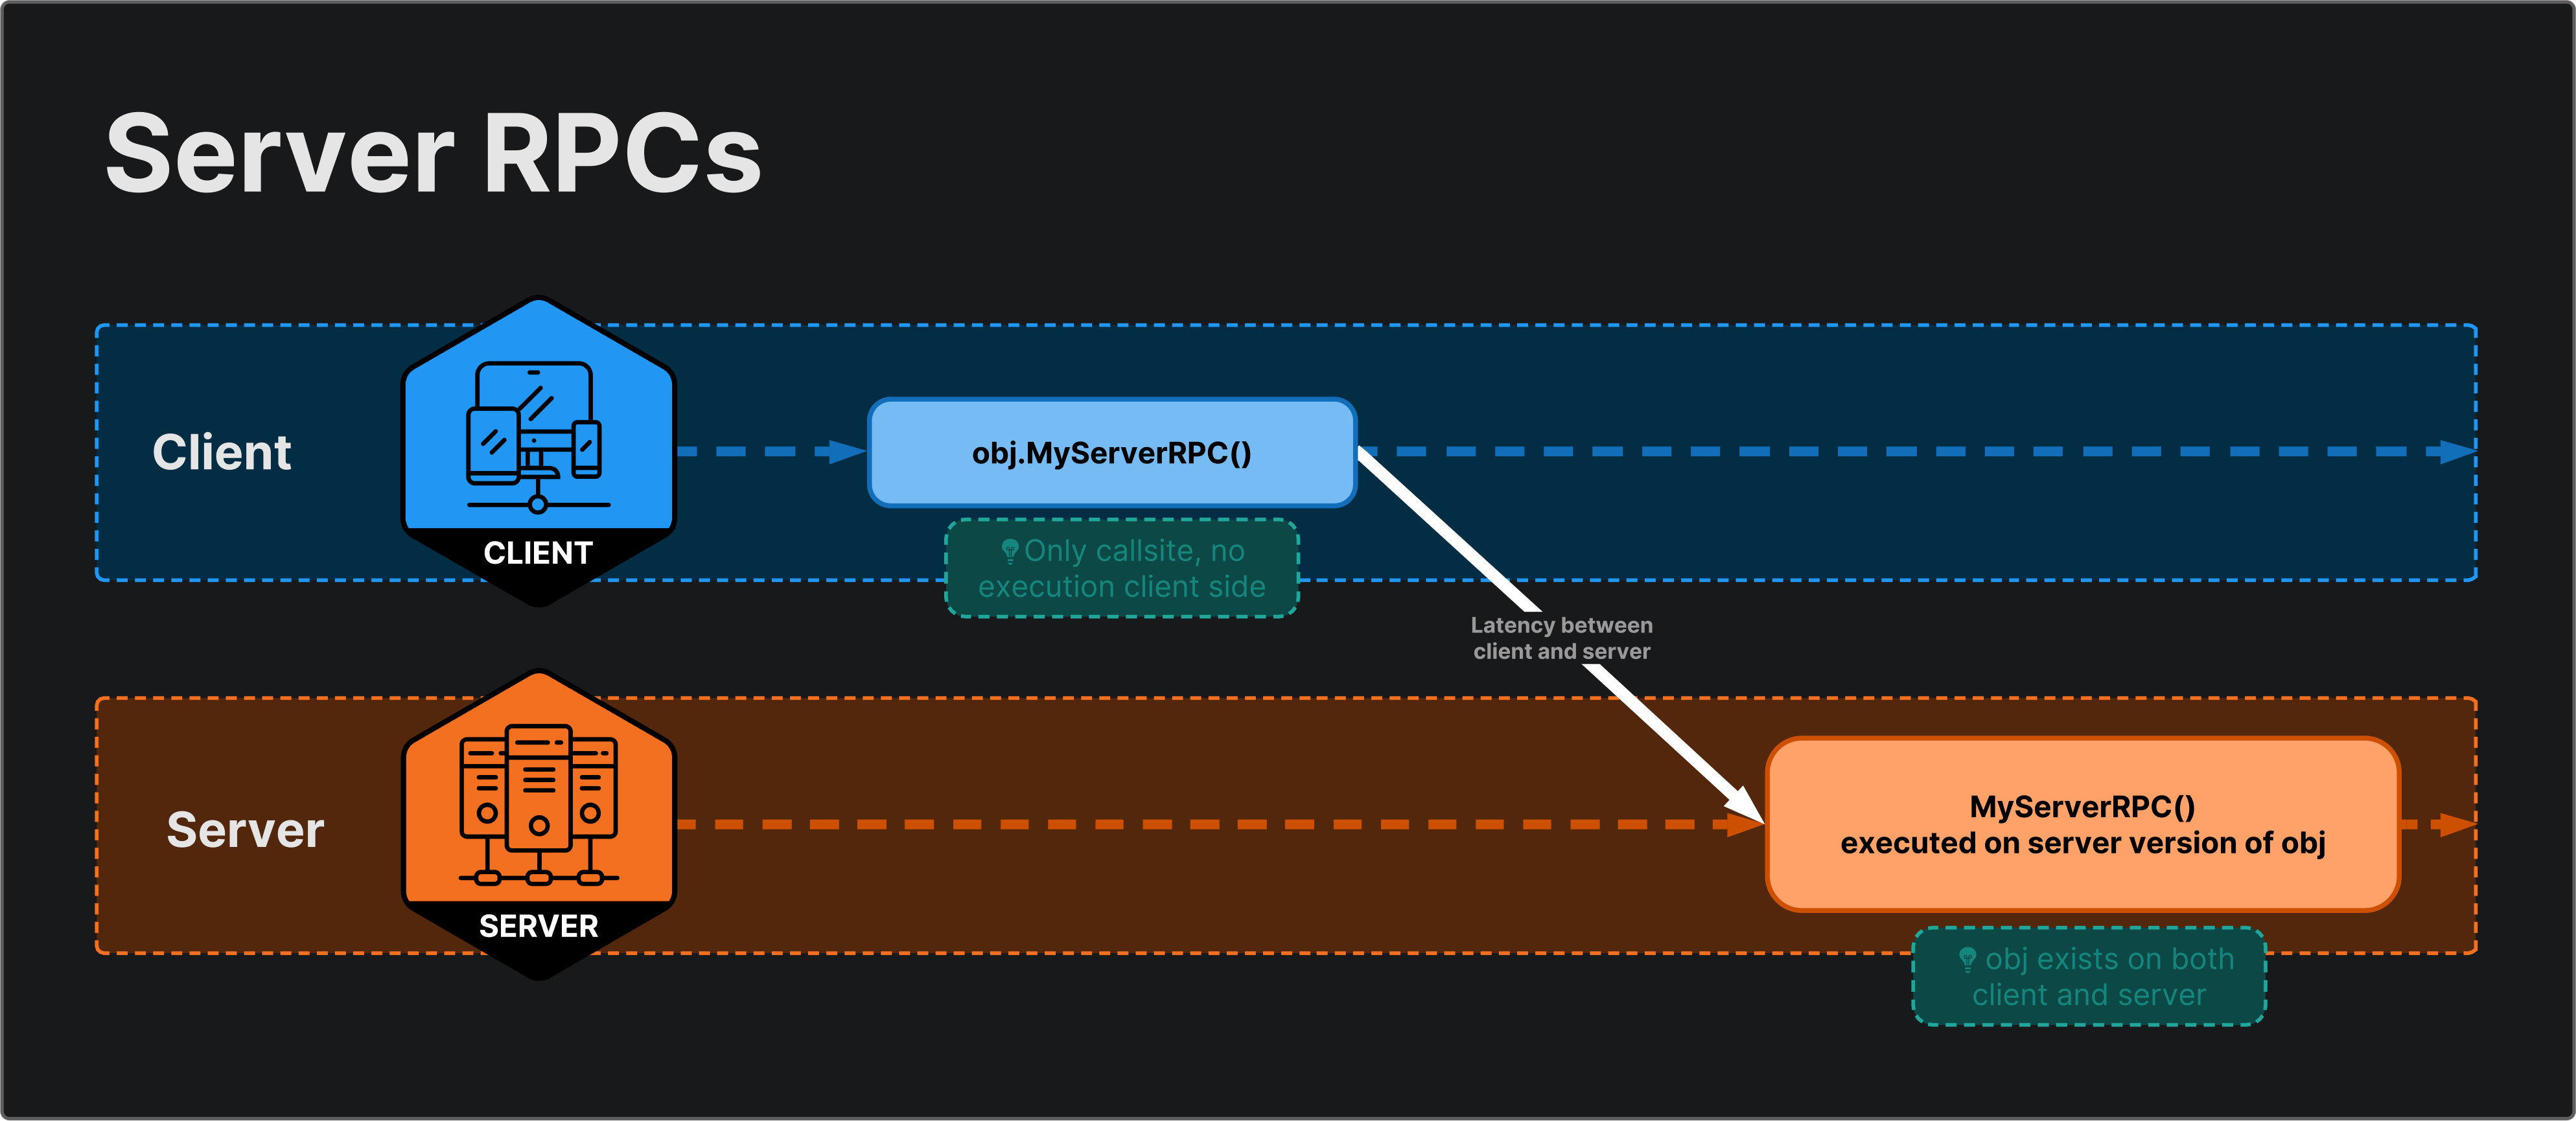 Server RPCs
Client
CLIENT
obj.MyServerRPC()
Only callsite, no
execution client side
Latency between
client and server
Server
SERVER
MyServerRPC()
executed on server version of obj
obj exists on both
client and server